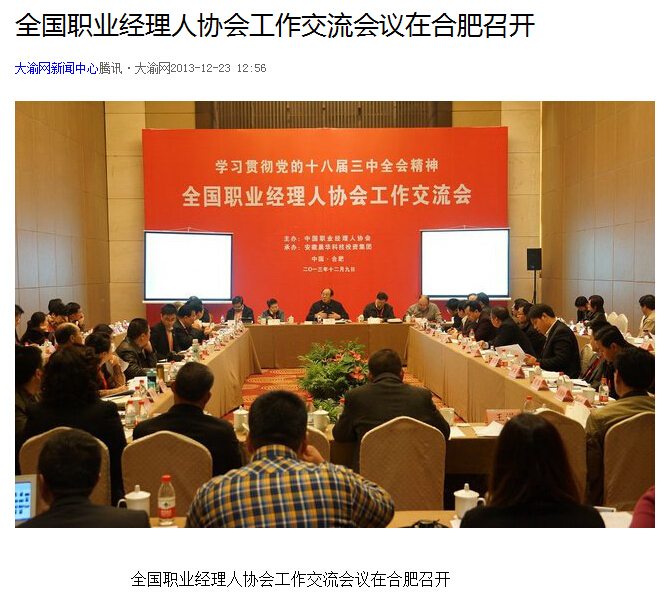 全国职业经理人协会工作交流会议在合肥召开
大渝网新闻中心腾讯·大渝网2013-12-23 12:56
学习贯彻党的十八届三中全会精神
全国职业经理人协会工作交流会
主办：中国职业经理人协会
承办：安徽晨华科技投资集团
中国·合肥
二〇一三年十二月九日
全国职业经理人协会工作交流会议在合肥召开